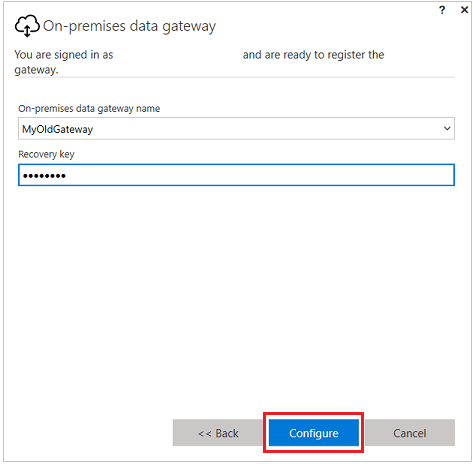 ? ×
On-premises data gateway
You are signed in as and are ready to register the
gateway.
On-premises data gateway name
MyOldGateway
Recovery key
••••••••
<< Back Configure Cancel